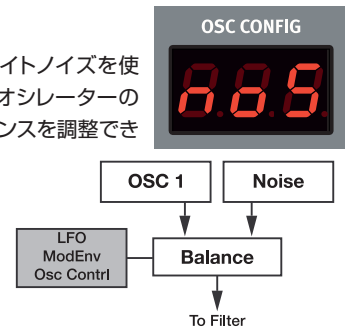 OSC CONFIG
noS
イトノイズを使
オシレーターの
ンスを調整でき
OSC 1
Noise
LFO
ModEnv
Osc Contrl
Balance
To Filter